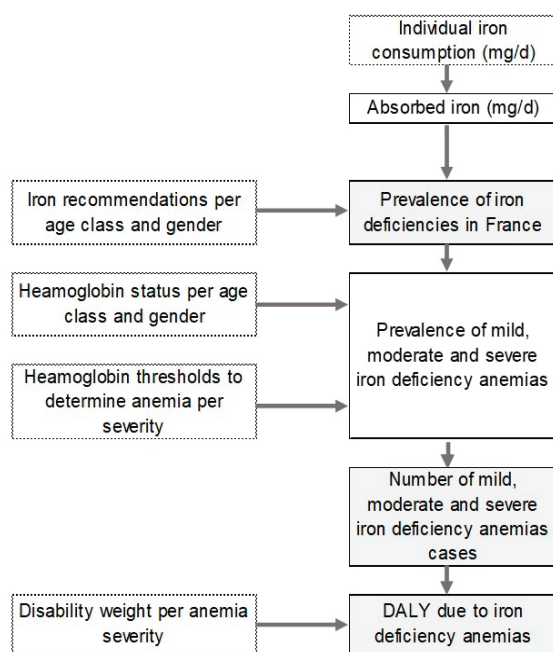 Individual iron
consumption (mg/d)
Absorbed iron (mg/d)
Iron recommendations per
age class and gender
Prevalence of iron
deficiencies in France
Heamoglobin status per age
class and gender
Heamoglobin thresholds to
determine anemia per
severity
Prevalence of mild,
moderate and severe
iron deficiency anemias
Number of mild,
moderate and severe
iron deficiency anemias
cases
Disability weight per anemia
severity
DALY due to iron
deficiency anemias